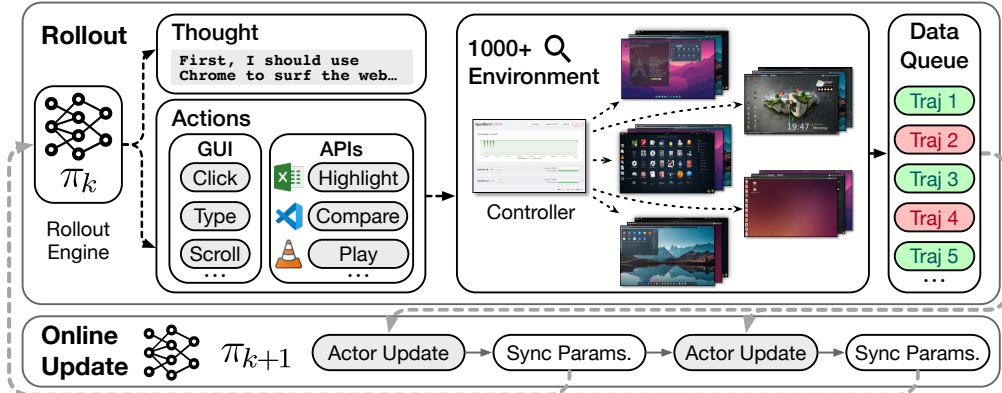 Rollout
π_k
Rollout
Engine
Thought
First, I should use
Chrome to surf the web…
Actions
GUI
Click
Type
Scroll
...
APIs
Highlight
Compare
Play
...
1000+
Environment
Controller
19:47 Monday
Data
Queue
Traj 1
Traj 2
Traj 3
Traj 4
Traj 5
...
Online
Update
π_{k+1}
Actor Update
Sync Params.
Actor Update
Sync Params.